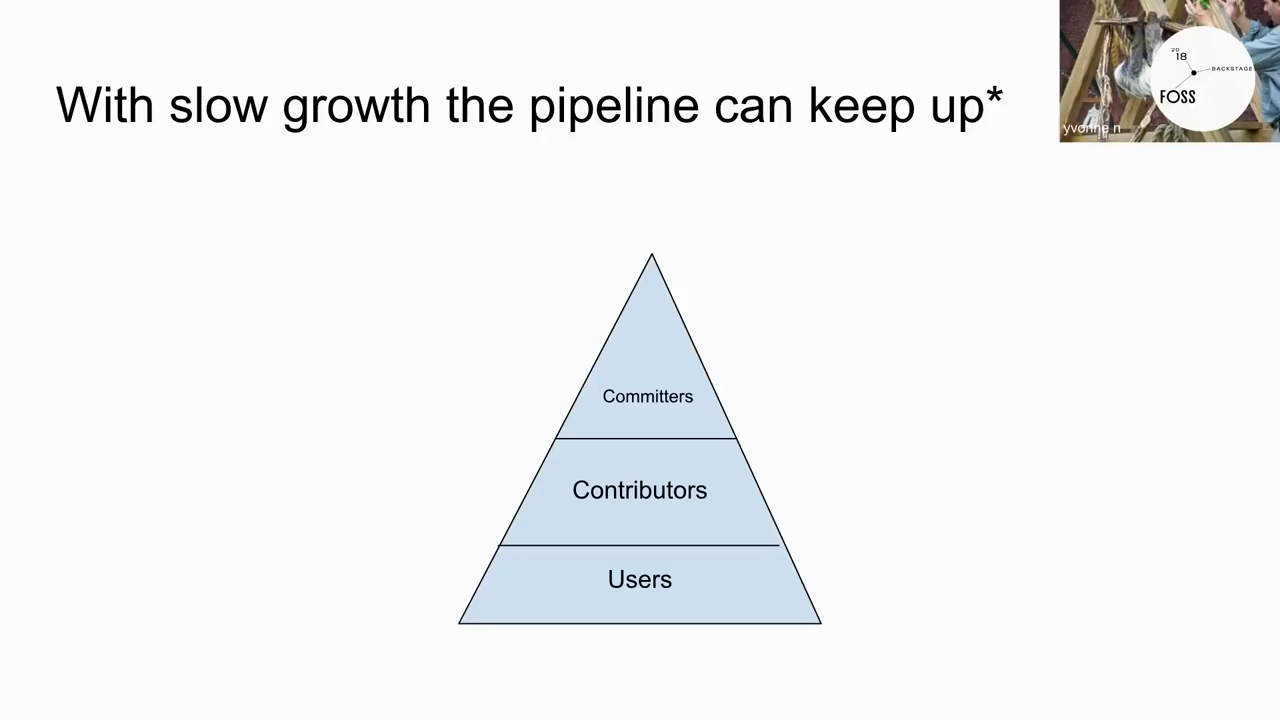 With slow growth the pipeline can keep up*
20
18
BACKSTAGE
FOSS
yvonne n
Committers
Contributors
Users